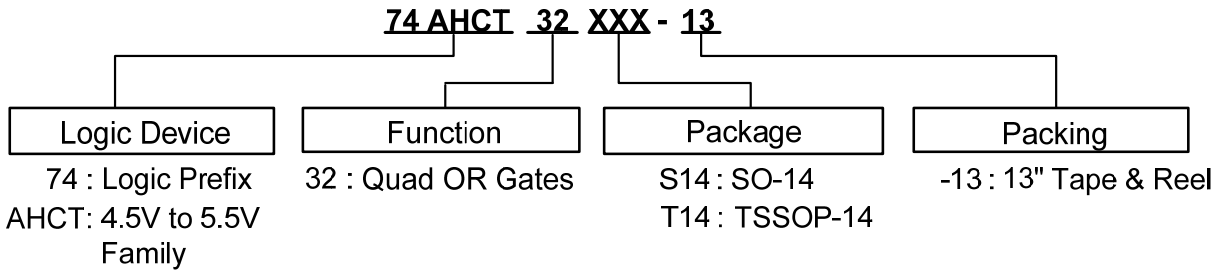 74 AHCT 32 XXX - 13
Logic Device
Function
Package
Packing
74 : Logic Prefix
32 : Quad OR Gates
S14 : SO-14
-13 : 13" Tape & Reel
AHCT: 4.5V to 5.5V
T14 : TSSOP-14
Family